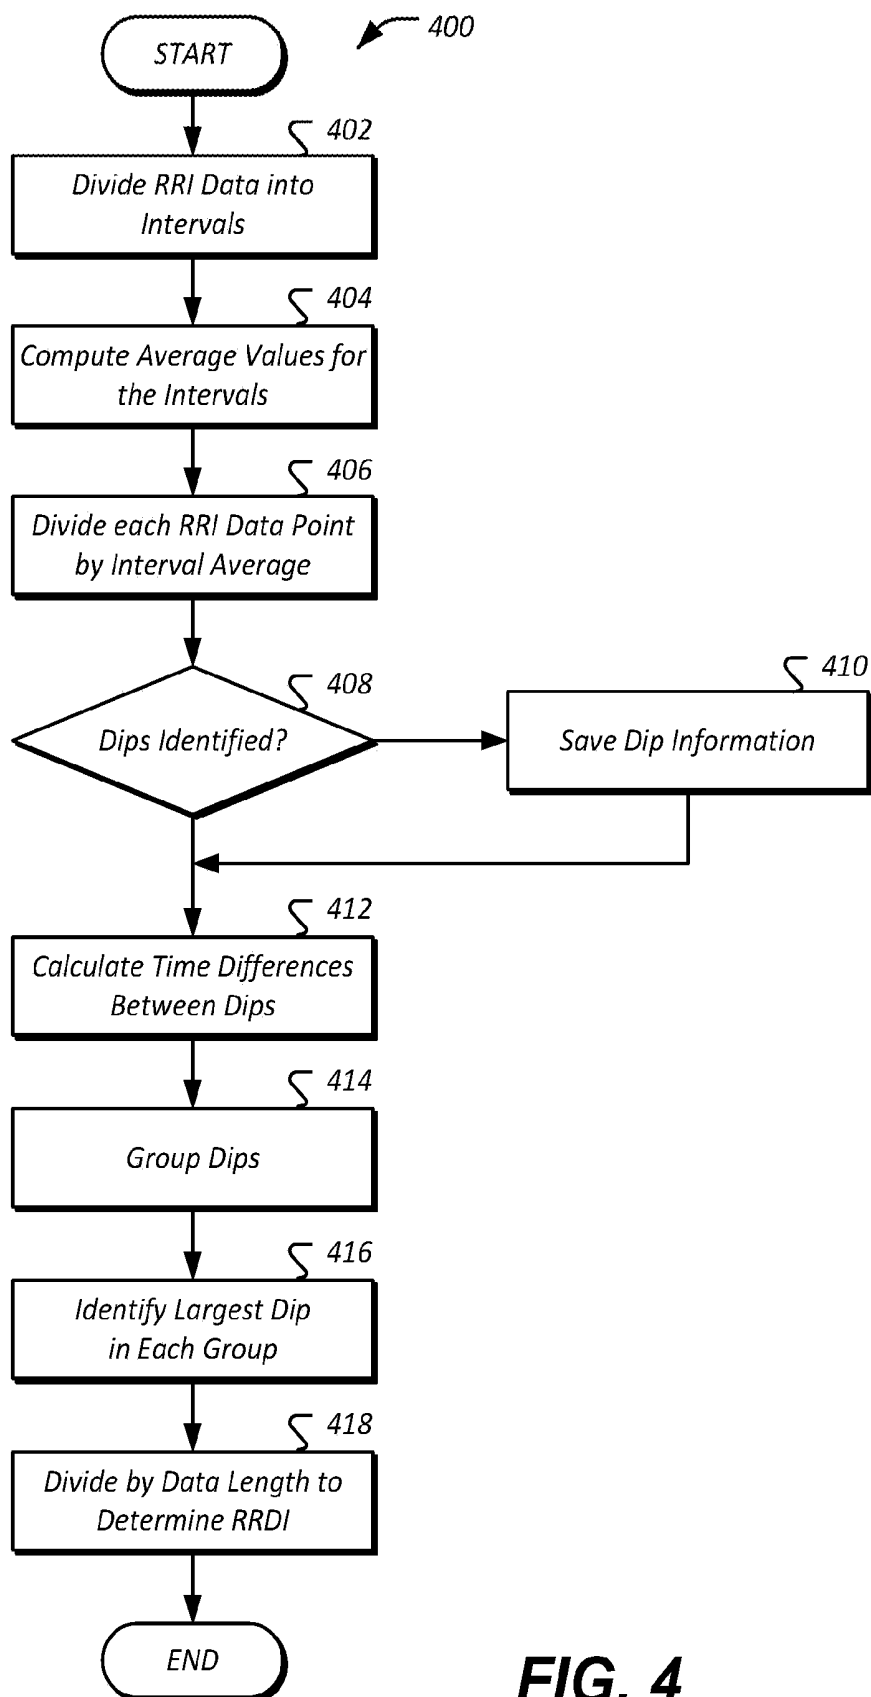 START
400
402
Divide RRI Data into
Intervals
404
Compute Average Values for
the Intervals
406
Divide each RRI Data Point
by Interval Average
408
Dips Identified?
410
Save Dip Information
412
Calculate Time Differences
Between Dips
414
Group Dips
416
Identify Largest Dip
in Each Group
418
Divide by Data Length to
Determine RRDI
END
FIG. 4